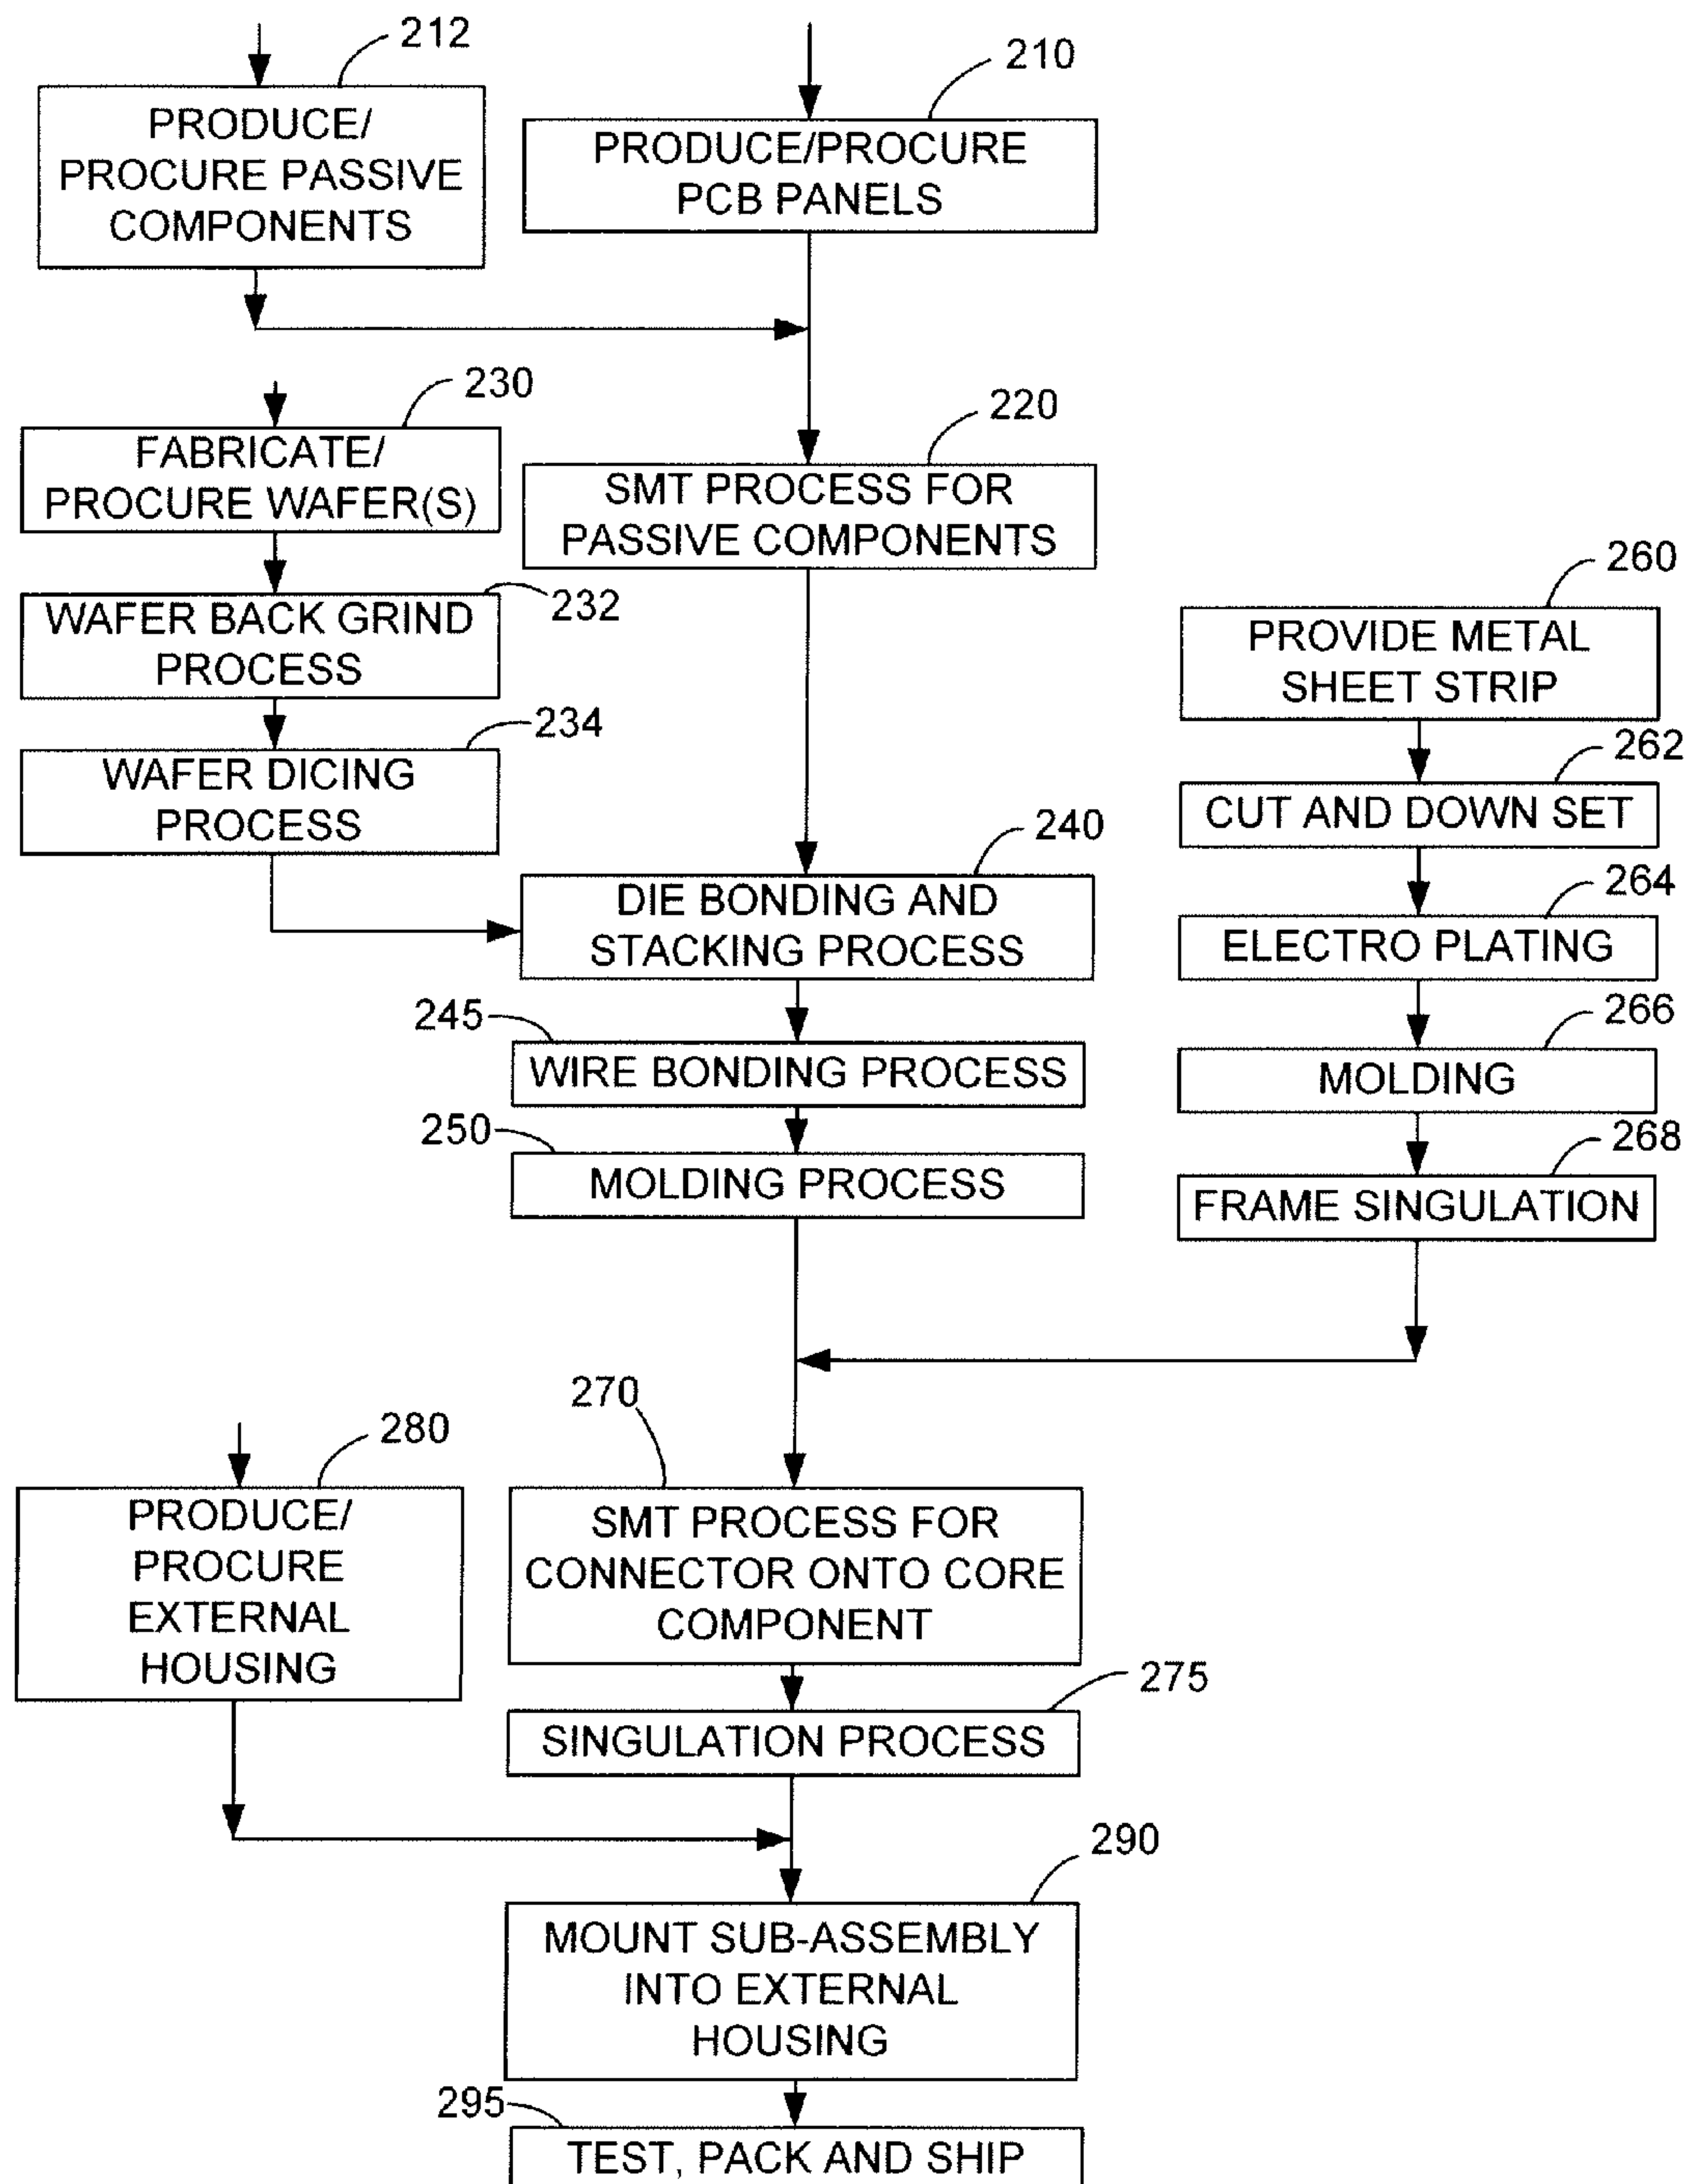 212
PRODUCE/
PROCURE PASSIVE
COMPONENTS
210
PRODUCE/PROCURE
PCB PANELS
230
FABRICATE/
PROCURE WAFER(S)
220
SMT PROCESS FOR
PASSIVE COMPONENTS
232
WAFER BACK GRIND
PROCESS
234
WAFER DICING
PROCESS
240
DIE BONDING AND
STACKING PROCESS
245
WIRE BONDING PROCESS
250
MOLDING PROCESS
260
PROVIDE METAL
SHEET STRIP
262
CUT AND DOWN SET
264
ELECTRO PLATING
266
MOLDING
268
FRAME SINGULATION
270
SMT PROCESS FOR
CONNECTOR ONTO CORE
COMPONENT
280
PRODUCE/
PROCURE
EXTERNAL
HOUSING
275
SINGULATION PROCESS
290
MOUNT SUB-ASSEMBLY
INTO EXTERNAL
HOUSING
295
TEST, PACK AND SHIP